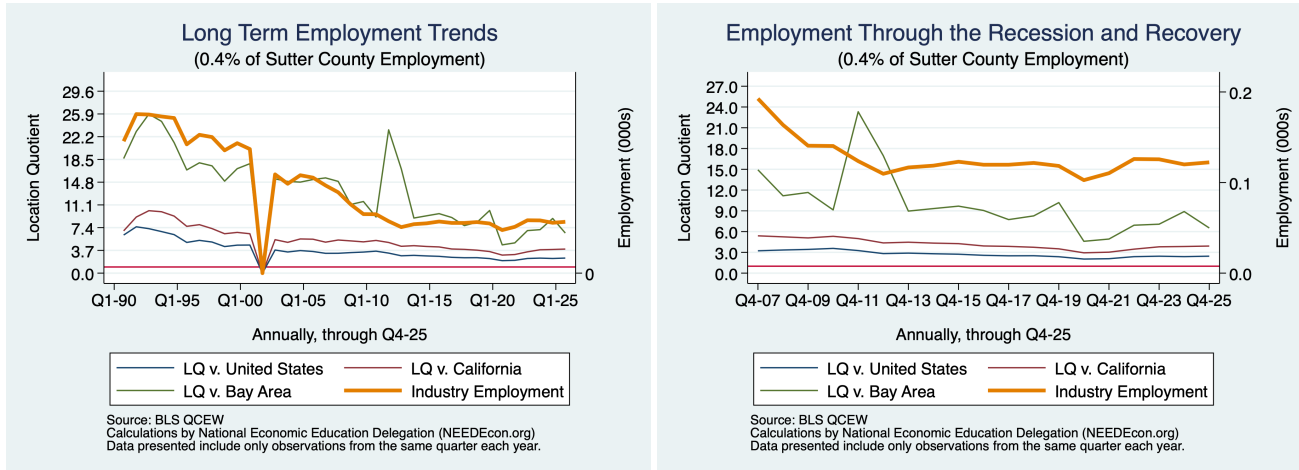 Long Term Employment Trends
(0.4% of Sutter County Employment)
Location Quotient
29.6
25.9
22.2
18.5
14.8
11.1
7.4
3.7
0.0
Employment (000s)
0
Q1-90 Q1-95 Q1-00 Q1-05 Q1-10 Q1-15 Q1-20 Q1-25
Annually, through Q4-25
LQ v. United States LQ v. California
LQ v. Bay Area Industry Employment
Source: BLS QCEW
Calculations by National Economic Education Delegation (NEEDEcon.org)
Data presented include only observations from the same quarter each year.
Employment Through the Recession and Recovery
(0.4% of Sutter County Employment)
Location Quotient
27.0
24.0
21.0
18.0
15.0
12.0
9.0
6.0
3.0
0.0
Employment (000s)
0.2
0.1
0.0
Q4-07 Q4-09 Q4-11 Q4-13 Q4-15 Q4-17 Q4-19 Q4-21 Q4-23 Q4-25
Annually, through Q4-25
LQ v. United States LQ v. California
LQ v. Bay Area Industry Employment
Source: BLS QCEW
Calculations by National Economic Education Delegation (NEEDEcon.org)
Data presented include only observations from the same quarter each year.